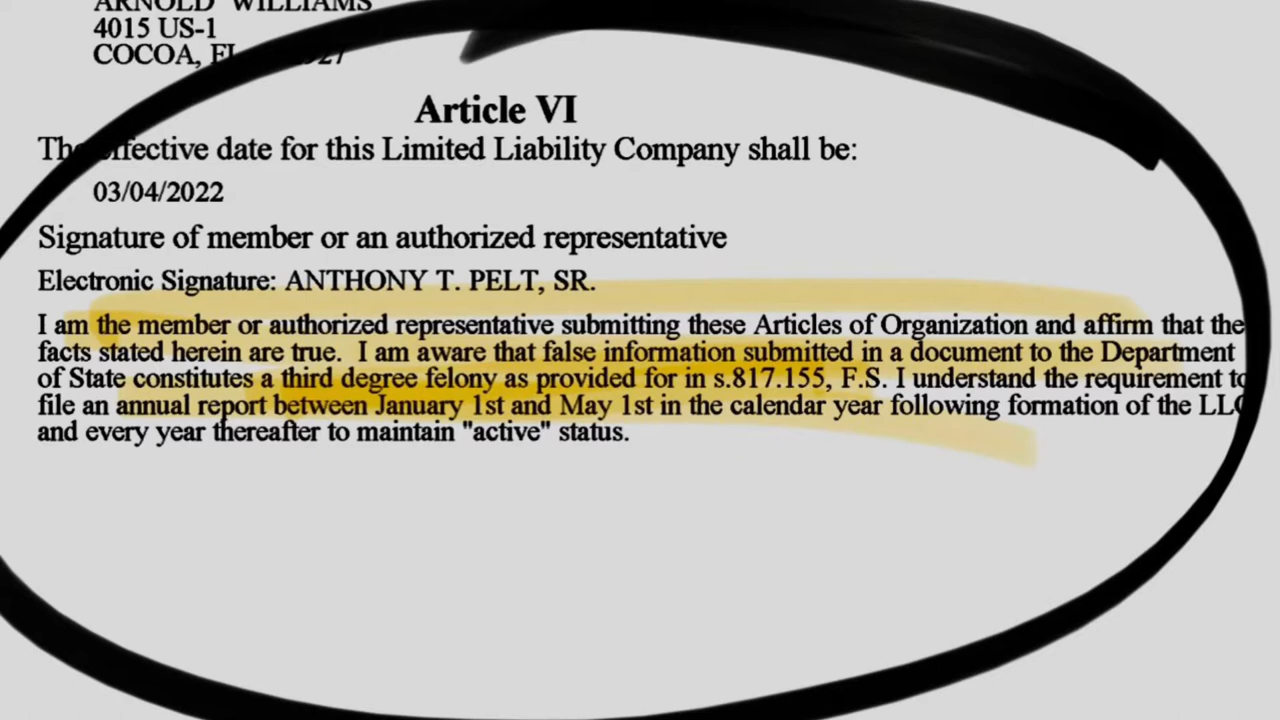 ARNOLD WILLIAMS
4015 US-1
COCOA,
Article VI
The effective date for this Limited Liability Company shall be:
03/04/2022
Signature of member or an authorized representative
Electronic Signature: ANTHONY T. PELT, SR.
I am the member or authorized representative submitting these Articles of Organization and affirm that the
facts stated herein are true. I am aware that false information submitted in a document to the Department
of State constitutes a third degree felony as provided for in s.817.155, F.S. I understand the requirement to
file an annual report between January 1st and May 1st in the calendar year following formation of the LLC
and every year thereafter to maintain "active" status.